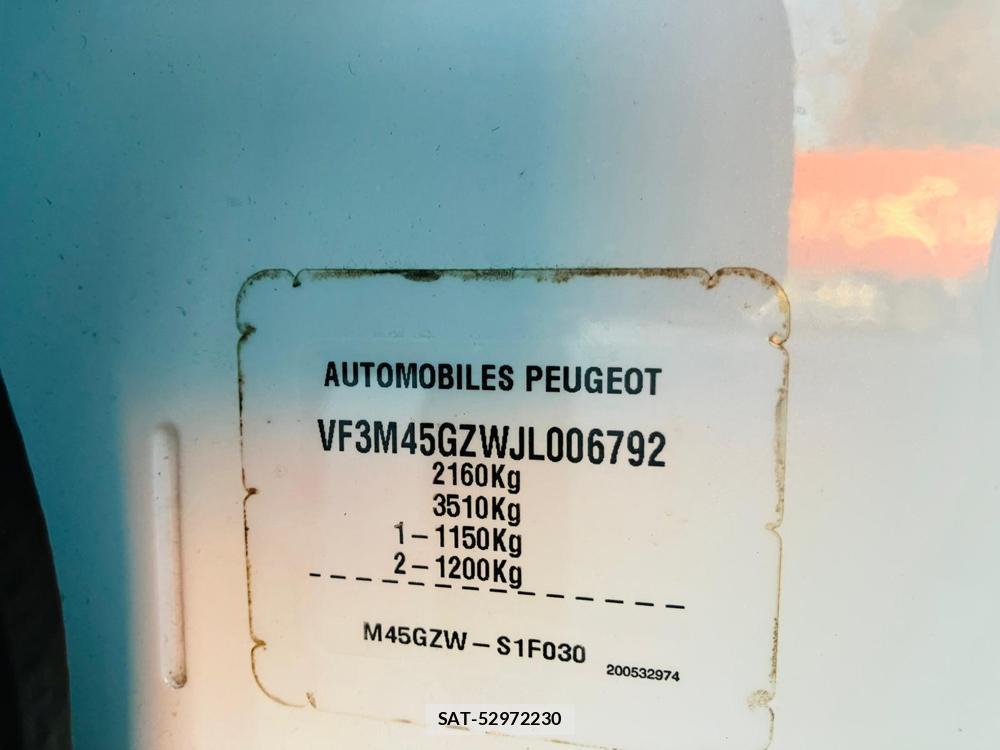 AUTOMOBILES PEUGEOT
VF3M45GZWJL006792
2160Kg
3510Kg
1-1150Kg
2-1200Kg
M45GZW-S1F030
200532974
SAT-52972230